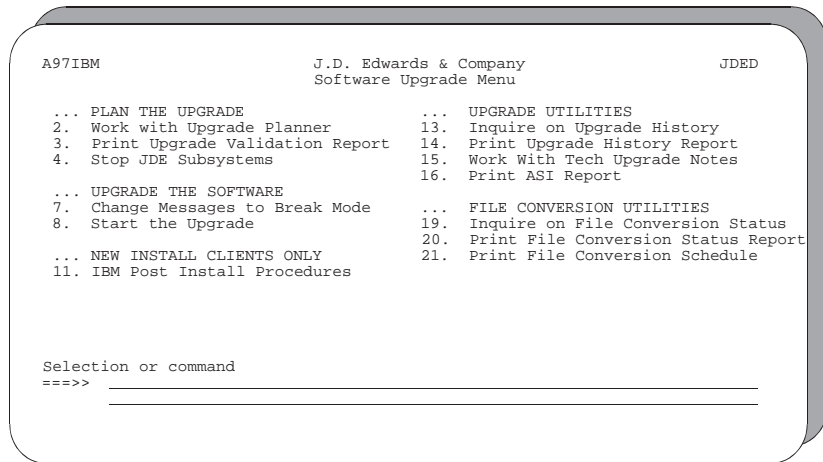 A97IBM J.D. Edwards & Company JDED
Software Upgrade Menu
... PLAN THE UPGRADE ... UPGRADE UTILITIES
2. Work with Upgrade Planner 13. Inquire on Upgrade History
3. Print Upgrade Validation Report 14. Print Upgrade History Report
4. Stop JDE Subsystems 15. Work With Tech Upgrade Notes
16. Print ASI Report
... UPGRADE THE SOFTWARE
7. Change Messages to Break Mode ... FILE CONVERSION UTILITIES
8. Start the Upgrade 19. Inquire on File Conversion Status
20. Print File Conversion Status Report
... NEW INSTALL CLIENTS ONLY 21. Print File Conversion Schedule
11. IBM Post Install Procedures
Selection or command
===>>